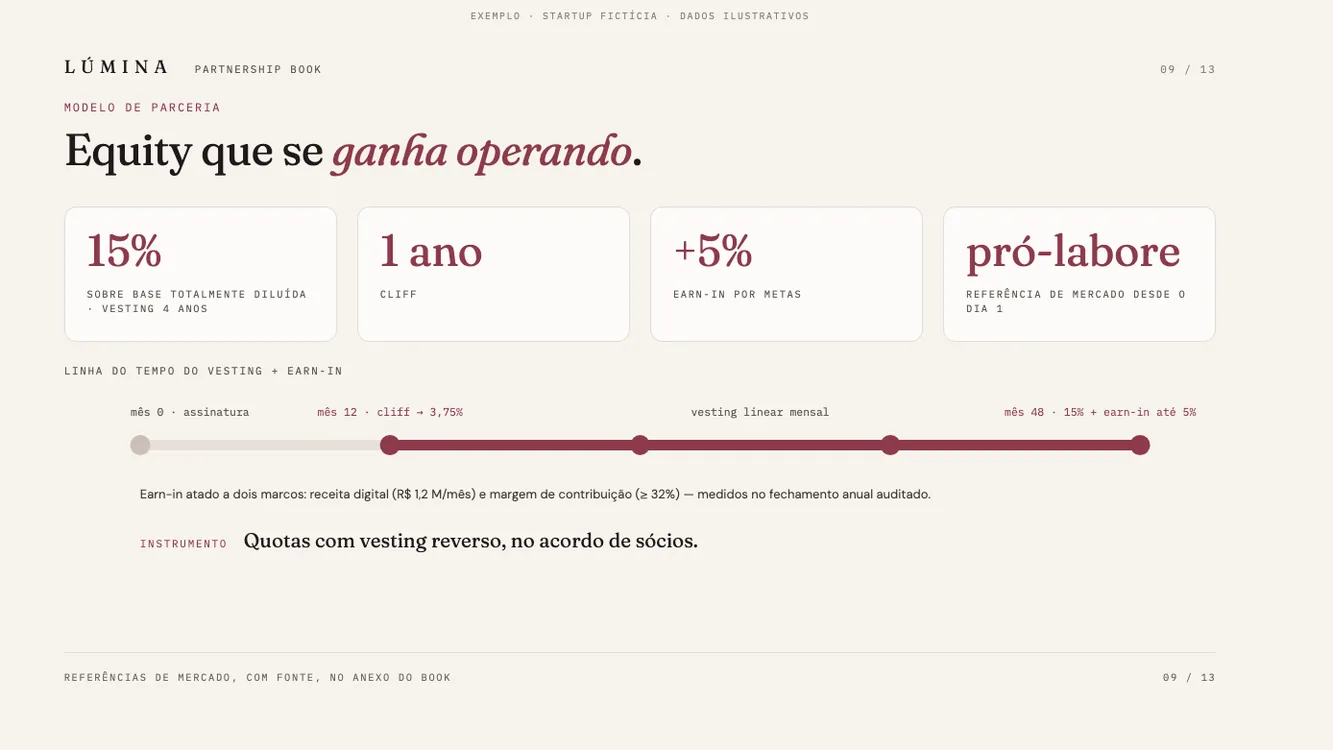 EXEMPLO · STARTUP FICTÍCIA · DADOS ILUSTRATIVOS
LÚMINA PARTNERSHIP BOOK 09 / 13
MODELO DE PARCERIA
Equity que se ganha operando.
15%
SOBRE BASE TOTALMENTE DILUÍDA
· VESTING 4 ANOS
1 ano
CLIFF
+5%
EARN-IN POR METAS
pró-labore
REFERÊNCIA DE MERCADO DESDE O
DIA 1
LINHA DO TEMPO DO VESTING + EARN-IN
mês 0 · assinatura
mês 12 · cliff → 3,75%
vesting linear mensal
mês 48 · 15% + earn-in até 5%
Earn-in atado a dois marcos: receita digital (R$ 1,2 M/mês) e margem de contribuição (≥ 32%) — medidos no fechamento anual auditado.
INSTRUMENTO Quotas com vesting reverso, no acordo de sócios.
REFERÊNCIAS DE MERCADO, COM FONTE, NO ANEXO DO BOOK 09 / 13